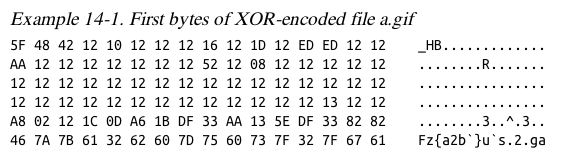 Example 14-1. First bytes of XOR-encoded file a.gif
5F 48 42 12 10 12 12 12 16 12 1D 12 ED ED 12 12 _HB.............
AA 12 12 12 12 12 12 12 52 12 08 12 12 12 12 12 ........R.......
12 12 12 12 12 12 12 12 12 12 12 12 12 12 12 12 ................
12 12 12 12 12 12 12 12 12 12 12 12 12 13 12 12 ................
A8 02 12 1C 0D A6 1B DF 33 AA 13 5E DF 33 82 82 ........3..^.3..
46 7A 7B 61 32 62 60 7D 75 60 73 7F 32 7F 67 61 Fz{a2b`}u`s.2.ga